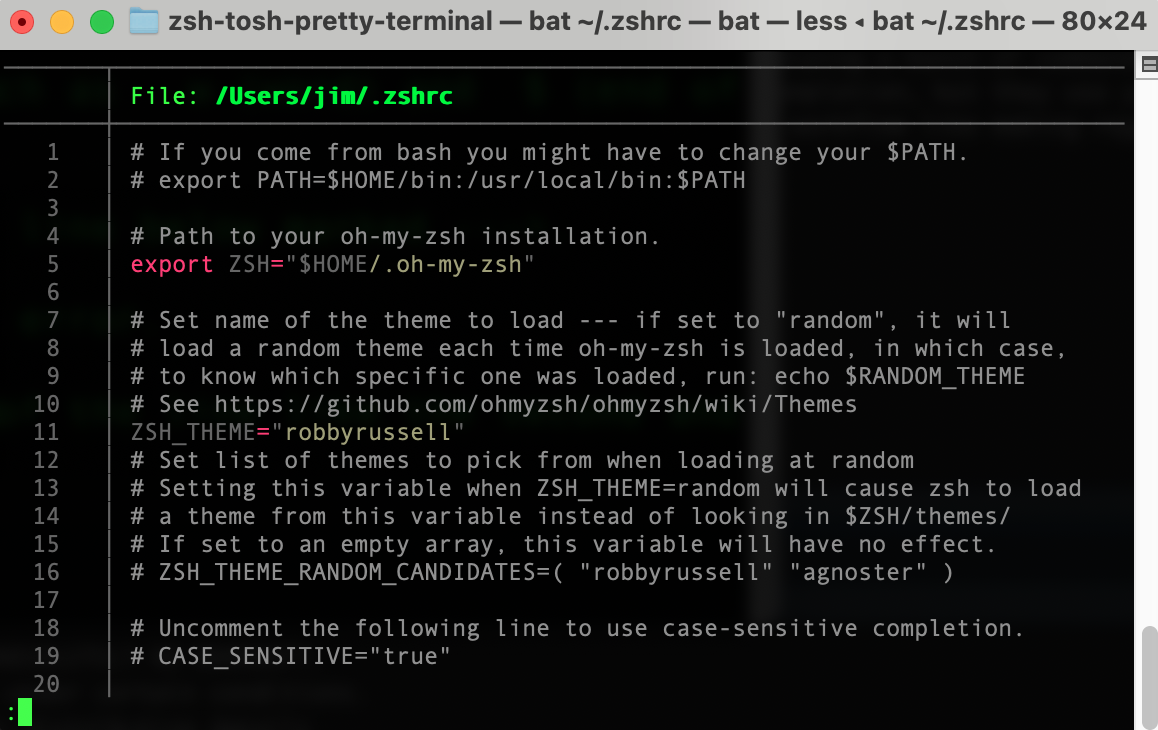 zsh-tosh-pretty-terminal — bat ~/.zshrc — bat — less ◂ bat ~/.zshrc — 80×24
File: /Users/jim/.zshrc
1 # If you come from bash you might have to change your $PATH.
2 # export PATH=$HOME/bin:/usr/local/bin:$PATH
3
4 # Path to your oh-my-zsh installation.
5 export ZSH="$HOME/.oh-my-zsh"
6
7 # Set name of the theme to load --- if set to "random", it will
8 # load a random theme each time oh-my-zsh is loaded, in which case,
9 # to know which specific one was loaded, run: echo $RANDOM_THEME
10 # See https://github.com/ohmyzsh/ohmyzsh/wiki/Themes
11 ZSH_THEME="robbyrussell"
12 # Set list of themes to pick from when loading at random
13 # Setting this variable when ZSH_THEME=random will cause zsh to load
14 # a theme from this variable instead of looking in $ZSH/themes/
15 # If set to an empty array, this variable will have no effect.
16 # ZSH_THEME_RANDOM_CANDIDATES=( "robbyrussell" "agnoster" )
17
18 # Uncomment the following line to use case-sensitive completion.
19 # CASE_SENSITIVE="true"
20
: